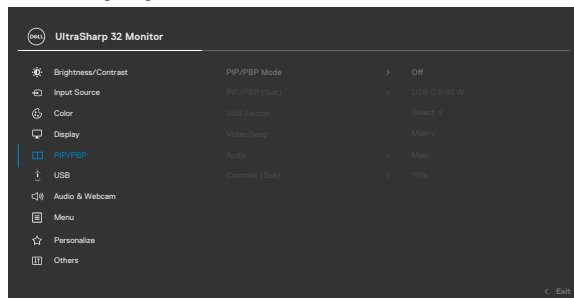 DELL UltraSharp 32 Monitor
Brightness/Contrast PIP/PBP Mode > Off
Input Source PIP/PBP (Sub) > USB-C 90 W
Color USB Switch Select √
Display Video Swap Main √
PIP/PBP Audio > Main
USB Contrast (Sub) > 75%
Audio & Webcam
Menu
Personalize
Others
< Exit